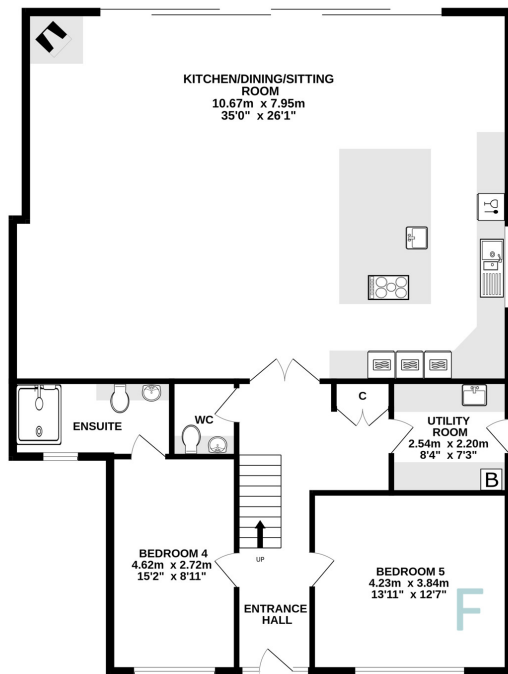 KITCHEN/DINING/SITTING
ROOM
10.67m x 7.95m
35'0" x 26'1"
C
ENSUITE
WC
UTILITY
ROOM
2.54m x 2.20m
8'4" x 7'3"
B
BEDROOM 4
4.62m x 2.72m
15'2" x 8'11"
UP
BEDROOM 5
4.23m x 3.84m
13'11" x 12'7"
F
ENTRANCE
HALL